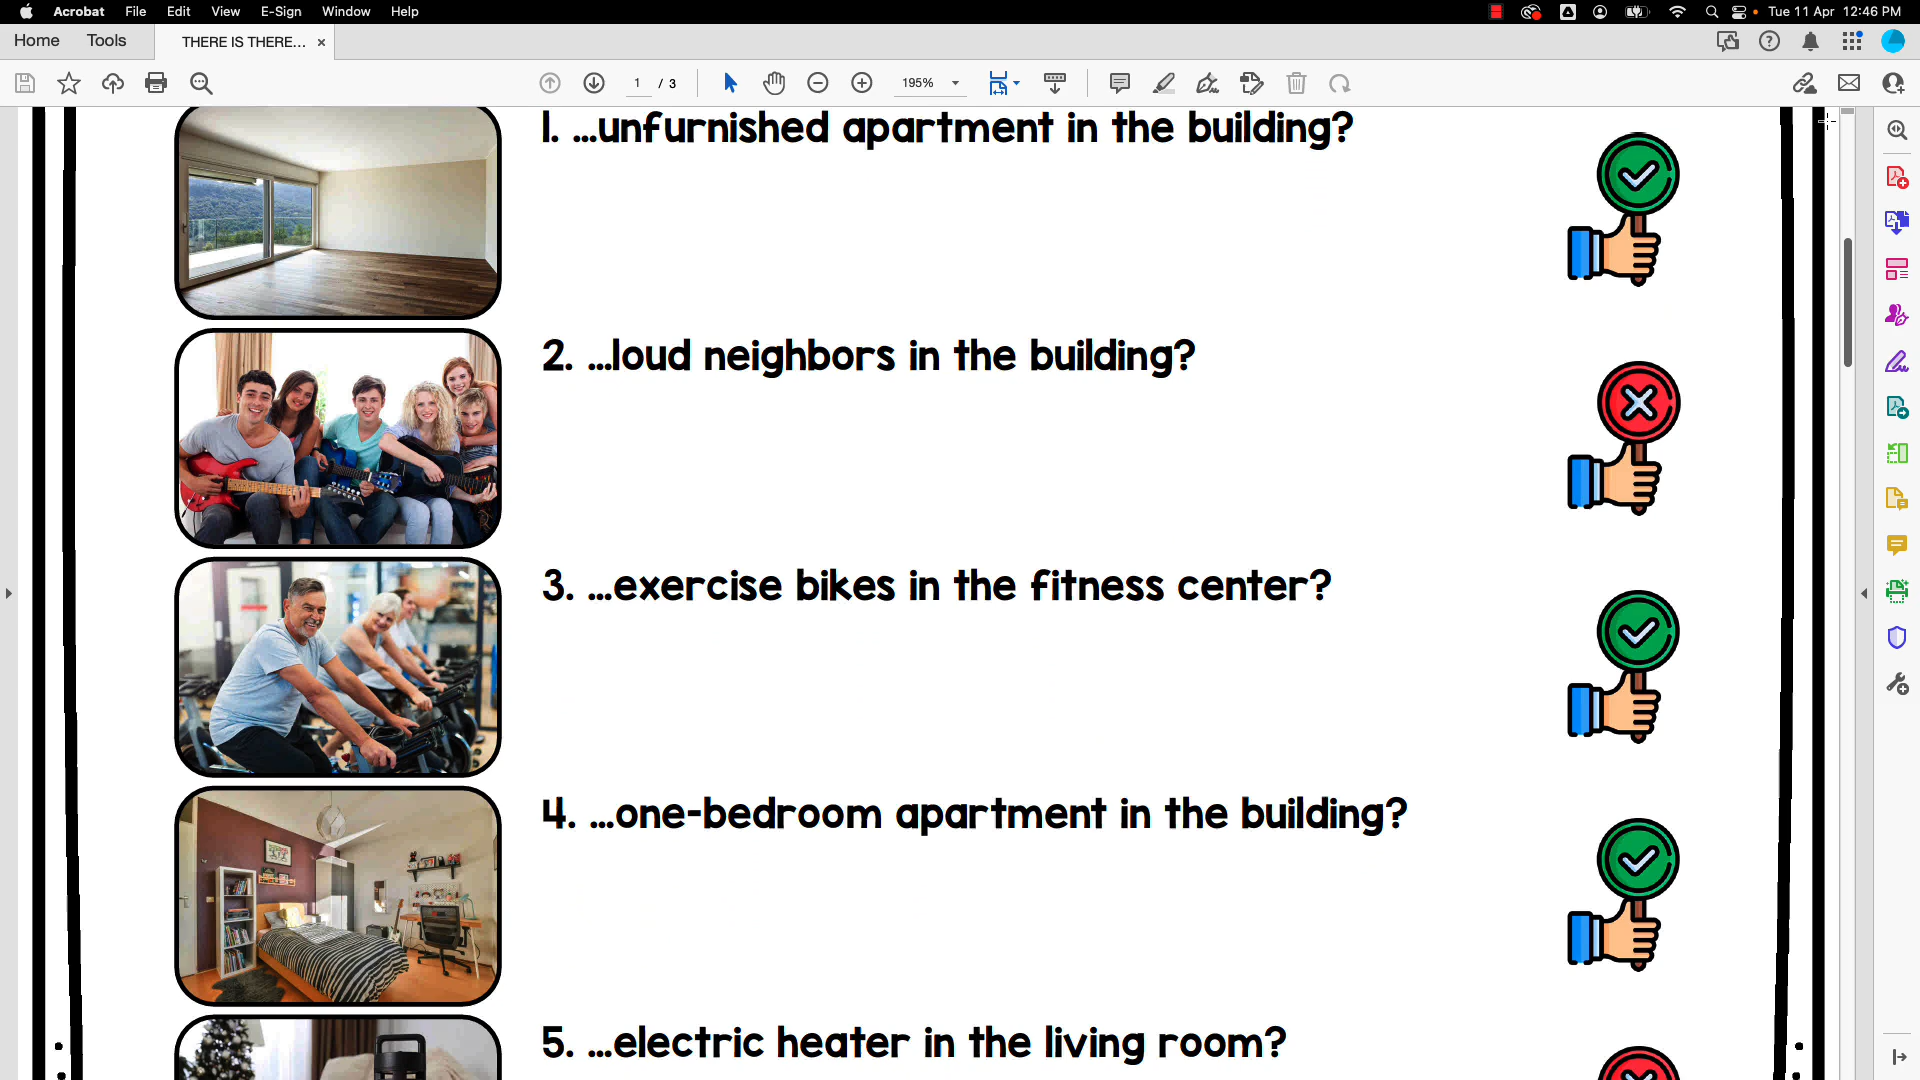 Acrobat File Edit View E-Sign Window Help Tue 11 Apr 12:46 PM
Home Tools THERE IS THERE... ×
1 / 3 195%
1. ...unfurnished apartment in the building?
2. ...loud neighbors in the building?
3. ...exercise bikes in the fitness center?
4. ...one-bedroom apartment in the building?
5. ...electric heater in the living room?